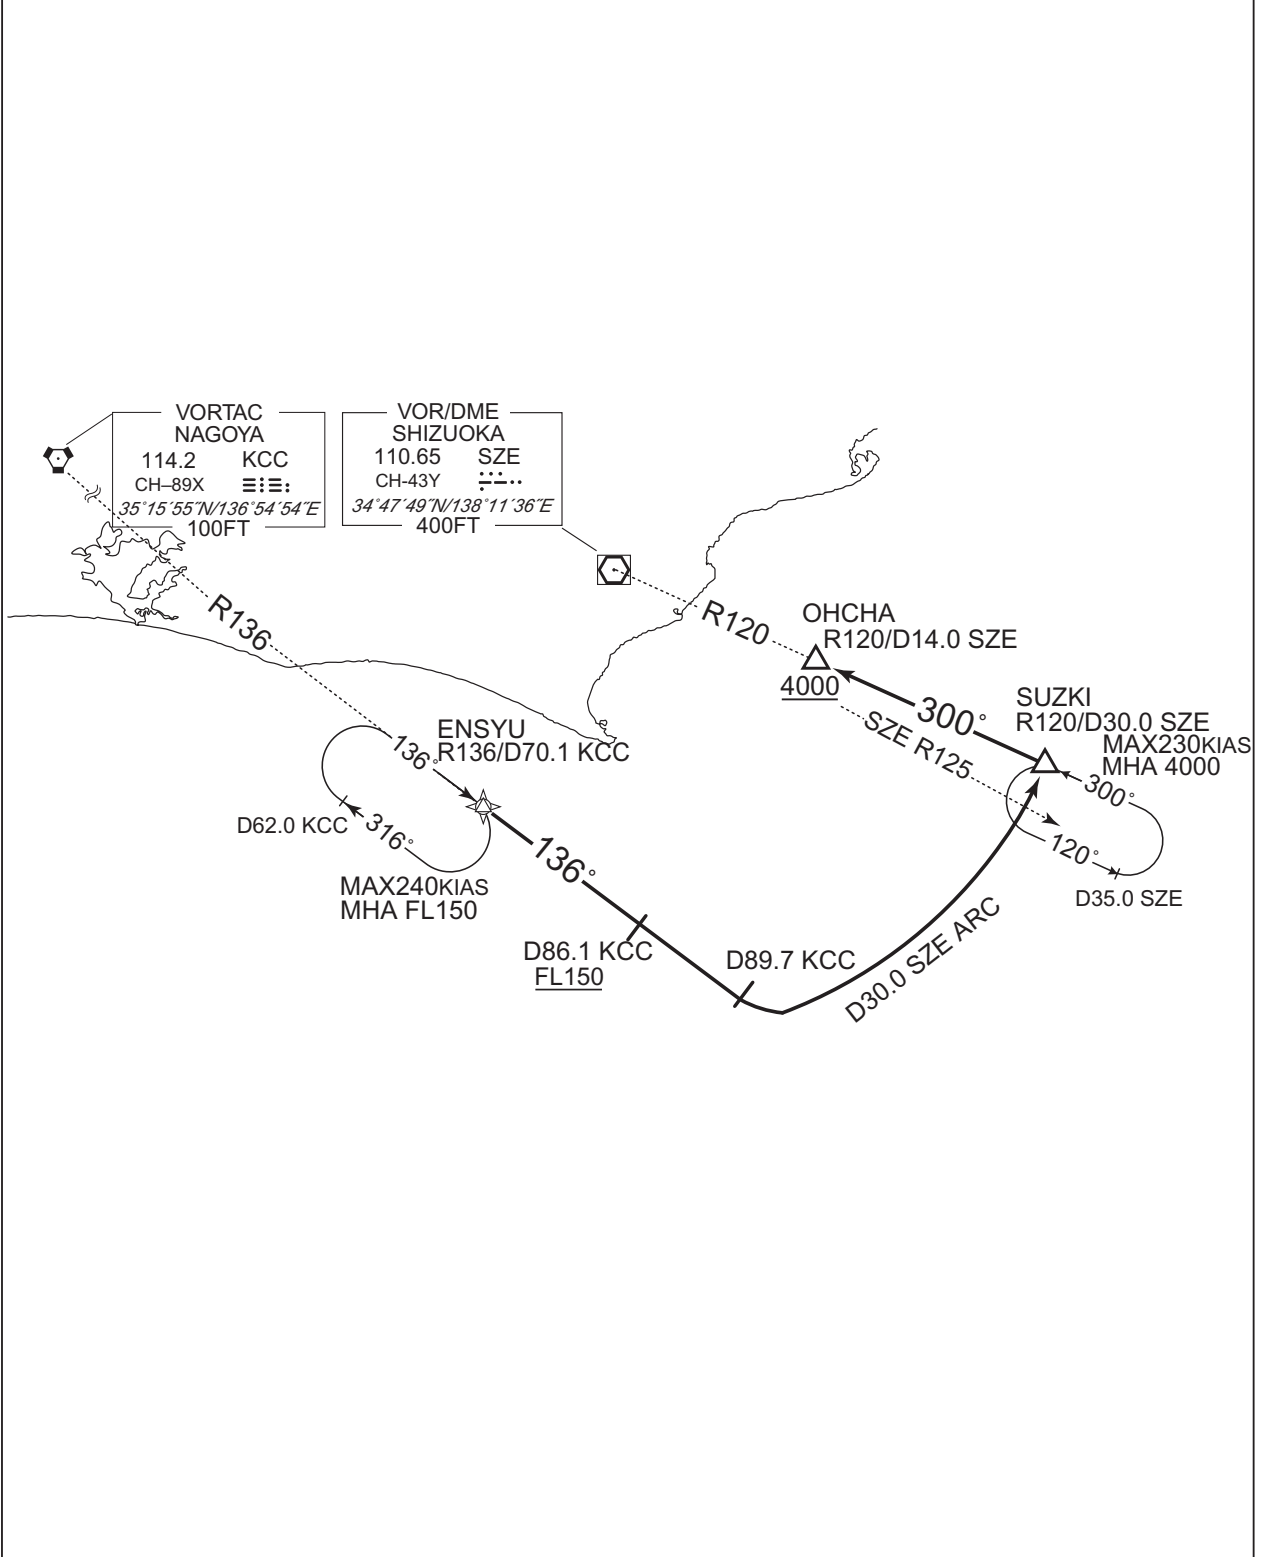 VORTAC
NAGOYA
114.2 KCC
CH–89X
35°15´55˝N/136°54´54˝E
100FT
VOR/DME
SHIZUOKA
110.65 SZE
CH-43Y
34°47´49˝N/138°11´36˝E
400FT
R136
R120
OHCHA
R120/D14.0 SZE
4000
300°
SUZKI
R120/D30.0 SZE
MAX230KIAS
MHA 4000
SZE R125
300°
120°
D35.0 SZE
ENSYU
R136/D70.1 KCC
136°
D62.0 KCC
316°
MAX240KIAS
MHA FL150
136°
D86.1 KCC
FL150
D89.7 KCC
D30.0 SZE ARC